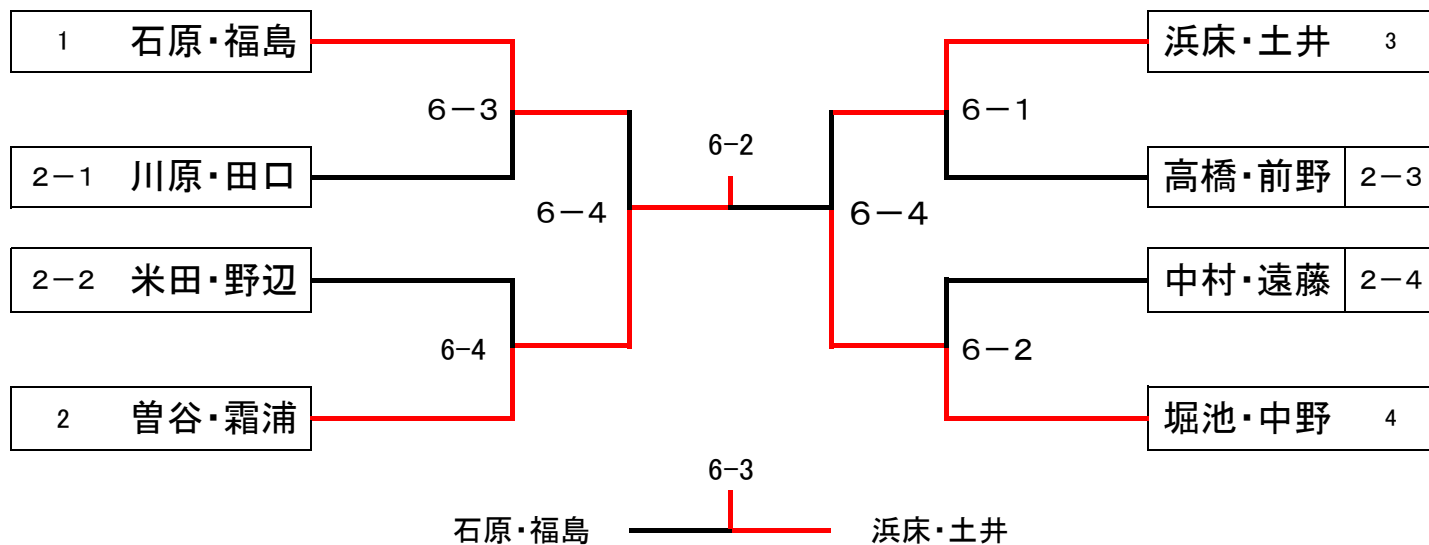 1 石原・福島
浜床・土井 3
6－3
6－1
6-2
2－1 川原・田口
高橋・前野 2－3
6－4
6－4
2－2 米田・野辺
中村・遠藤 2－4
6-4
6－2
2 曽谷・霜浦
堀池・中野 4
6-3
石原・福島
浜床・土井